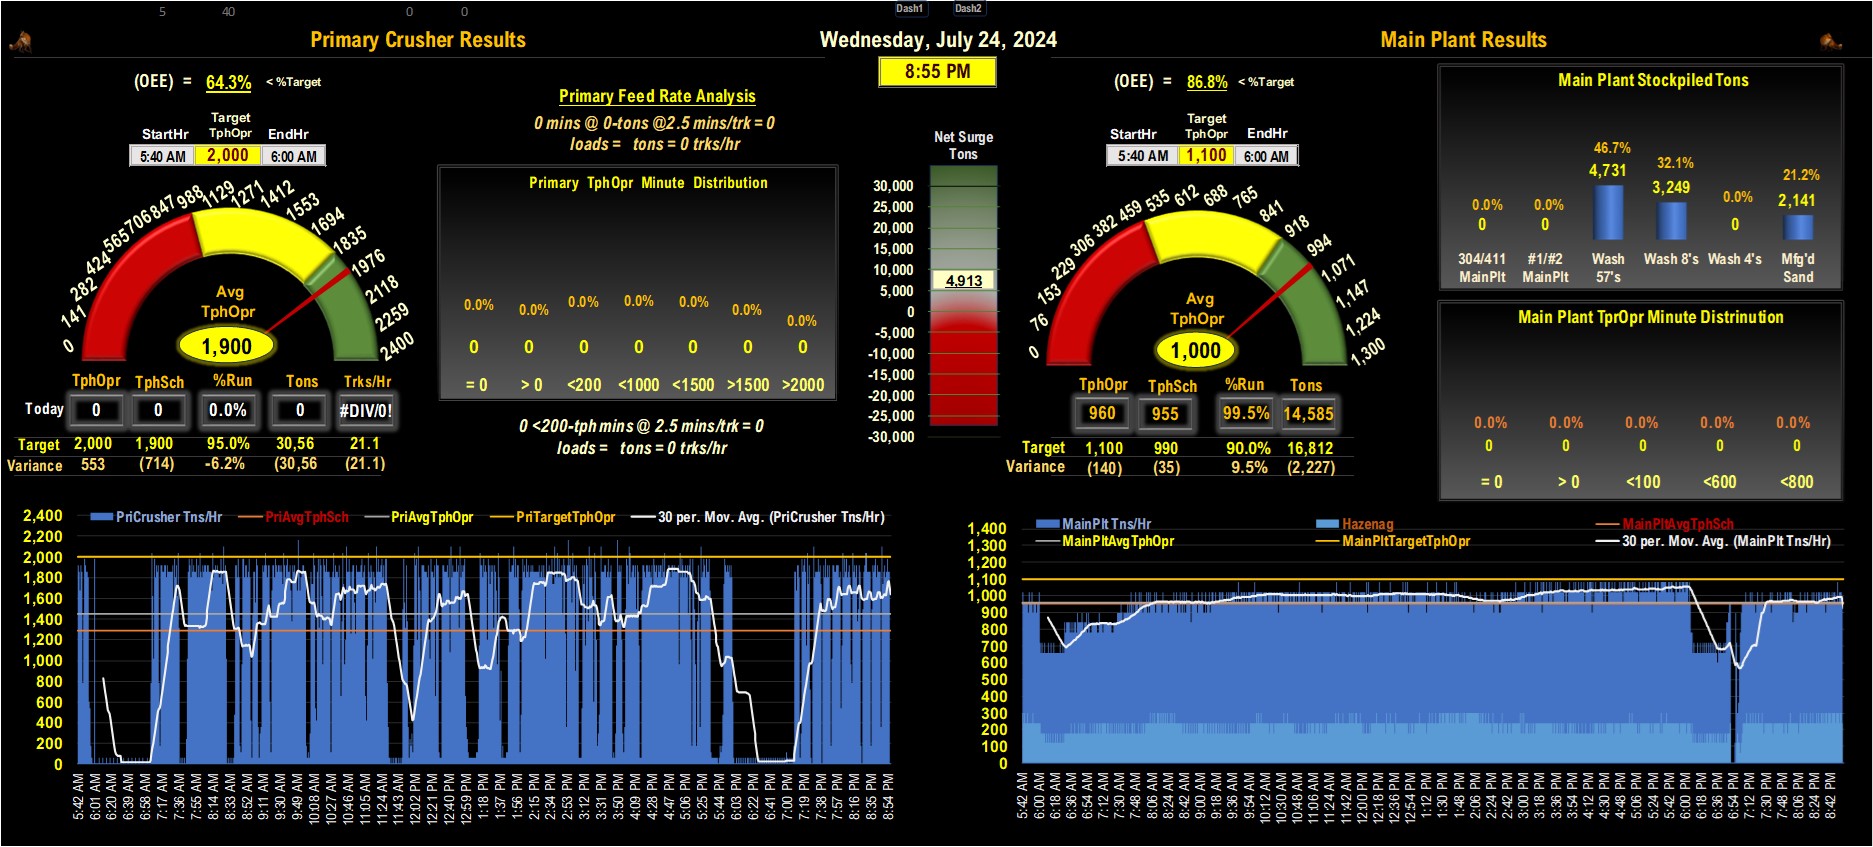 5 40 0 0 Dash1 Dash2
Primary Crusher Results
Wednesday, July 24, 2024
Main Plant Results
8:55 PM
(OEE) = 64.3% < %Target
Target
StartHr TphOpr EndHr
5:40 AM 2,000 6:00 AM
0 141 282 424 565 706 847 988 1129 1271 1412 1553 1694 1835 1976 2118 2259 2400
Avg
TphOpr
1,900
TphOpr TphSch %Run Tons Trks/Hr
Today 0 0 0.0% 0 #DIV/0!
Target 2,000 1,900 95.0% 30,56 21.1
Variance 553 (714) -6.2% (30,56 (21.1)
Primary Feed Rate Analysis
0 mins @ 0-tons @2.5 mins/trk = 0
loads = tons = 0 trks/hr
Primary TphOpr Minute Distribution
0.0% 0.0% 0.0% 0.0% 0.0% 0.0% 0.0%
0 0 0 0 0 0 0
= 0 > 0 <200 <1000 <1500 >1500 >2000
0 <200-tph mins @ 2.5 mins/trk = 0
loads = tons = 0 trks/hr
Net Surge
Tons
30,000
25,000
20,000
15,000
10,000
4,913
5,000
0
-5,000
-10,000
-15,000
-20,000
-25,000
-30,000
(OEE) = 86.8% < %Target
Target
StartHr TphOpr EndHr
5:40 AM 1,100 6:00 AM
0 76 153 229 306 382 459 535 612 688 765 841 918 994 1,071 1,147 1,224 1,300
Avg
TphOpr
1,000
TphOpr TphSch %Run Tons
960 955 99.5% 14,585
Target 1,100 990 90.0% 16,812
Variance (140) (35) 9.5% (2,227)
Main Plant Stockpiled Tons
0.0% 0.0% 46.7% 32.1% 0.0% 21.2%
0 0 4,731 3,249 0 2,141
304/411 #1/#2 Wash Wash 8's Wash 4's Mfg'd
MainPlt MainPlt 57's Sand
Main Plant TprOpr Minute Distrinution
0.0% 0.0% 0.0% 0.0% 0.0% 0.0%
0 0 0 0 0 0
= 0 > 0 <100 <600 <800
PriCrusher Tns/Hr PriAvgTphSch PriAvgTphOpr PriTargetTphOpr 30 per. Mov. Avg. (PriCrusher Tns/Hr)
2,400
2,200
2,000
1,800
1,600
1,400
1,200
1,000
800
600
400
200
0
5:42 AM 6:01 AM 6:20 AM 6:39 AM 6:58 AM 7:17 AM 7:36 AM 7:55 AM 8:14 AM 8:33 AM 8:52 AM 9:11 AM 9:30 AM 9:49 AM 10:08 AM 10:27 AM 10:46 AM 11:05 AM 11:24 AM 11:43 AM 12:02 PM 12:21 PM 12:40 PM 12:59 PM 1:18 PM 1:37 PM 1:56 PM 2:15 PM 2:34 PM 2:53 PM 3:12 PM 3:31 PM 3:50 PM 4:09 PM 4:28 PM 4:47 PM 5:06 PM 5:25 PM 5:44 PM 6:03 PM 6:22 PM 6:41 PM 7:00 PM 7:19 PM 7:38 PM 7:57 PM 8:16 PM 8:35 PM 8:54 PM
MainPlt Tns/Hr Hazenag MainPltAvgTphSch
MainPltAvgTphOpr MainPltTargetTphOpr 30 per. Mov. Avg. (MainPlt Tns/Hr)
1,400
1,300
1,200
1,100
1,000
900
800
700
600
500
400
300
200
100
0
5:42 AM 6:00 AM 6:18 AM 6:36 AM 6:54 AM 7:12 AM 7:30 AM 7:48 AM 8:06 AM 8:24 AM 8:42 AM 9:00 AM 9:18 AM 9:36 AM 9:54 AM 10:12 AM 10:30 AM 10:48 AM 11:06 AM 11:24 AM 11:42 AM 12:00 PM 12:18 PM 12:36 PM 12:54 PM 1:12 PM 1:30 PM 1:48 PM 2:06 PM 2:24 PM 2:42 PM 3:00 PM 3:18 PM 3:36 PM 3:54 PM 4:12 PM 4:30 PM 4:48 PM 5:06 PM 5:24 PM 5:42 PM 6:00 PM 6:18 PM 6:36 PM 6:54 PM 7:12 PM 7:30 PM 7:48 PM 8:06 PM 8:24 PM 8:42 PM